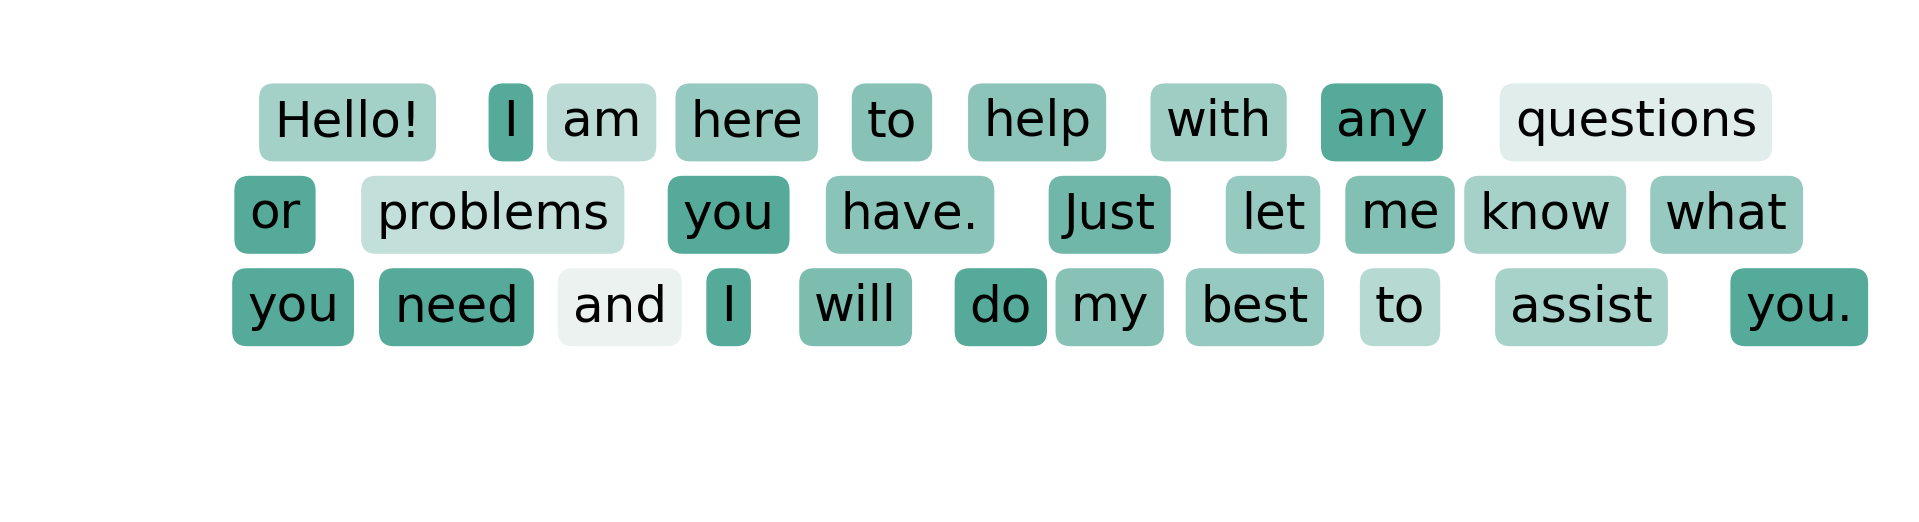 Hello! I am here to help with any questions
or problems you have. Just let me know what
you need and I will do my best to assist you.